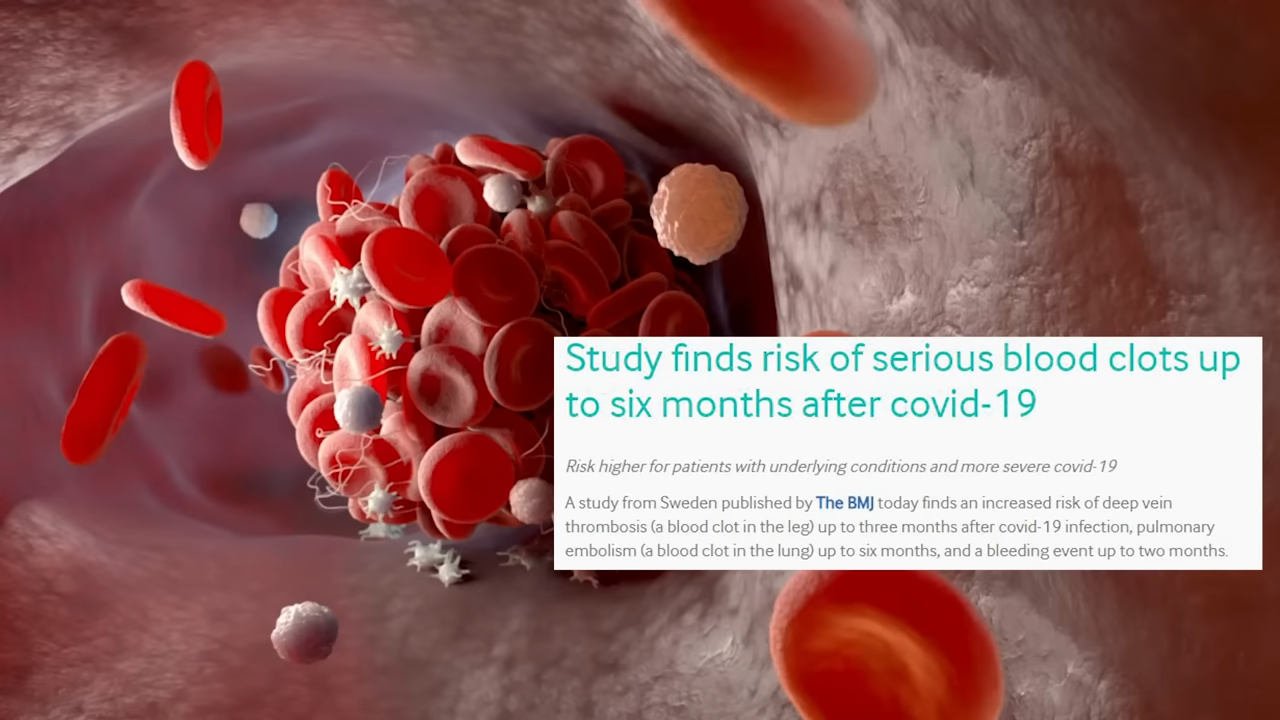 Study finds risk of serious blood clots up
to six months after covid-19
Risk higher for patients with underlying conditions and more severe covid-19
A study from Sweden published by The BMJ today finds an increased risk of deep vein
thrombosis (a blood clot in the leg) up to three months after covid-19 infection, pulmonary
embolism (a blood clot in the lung) up to six months, and a bleeding event up to two months.